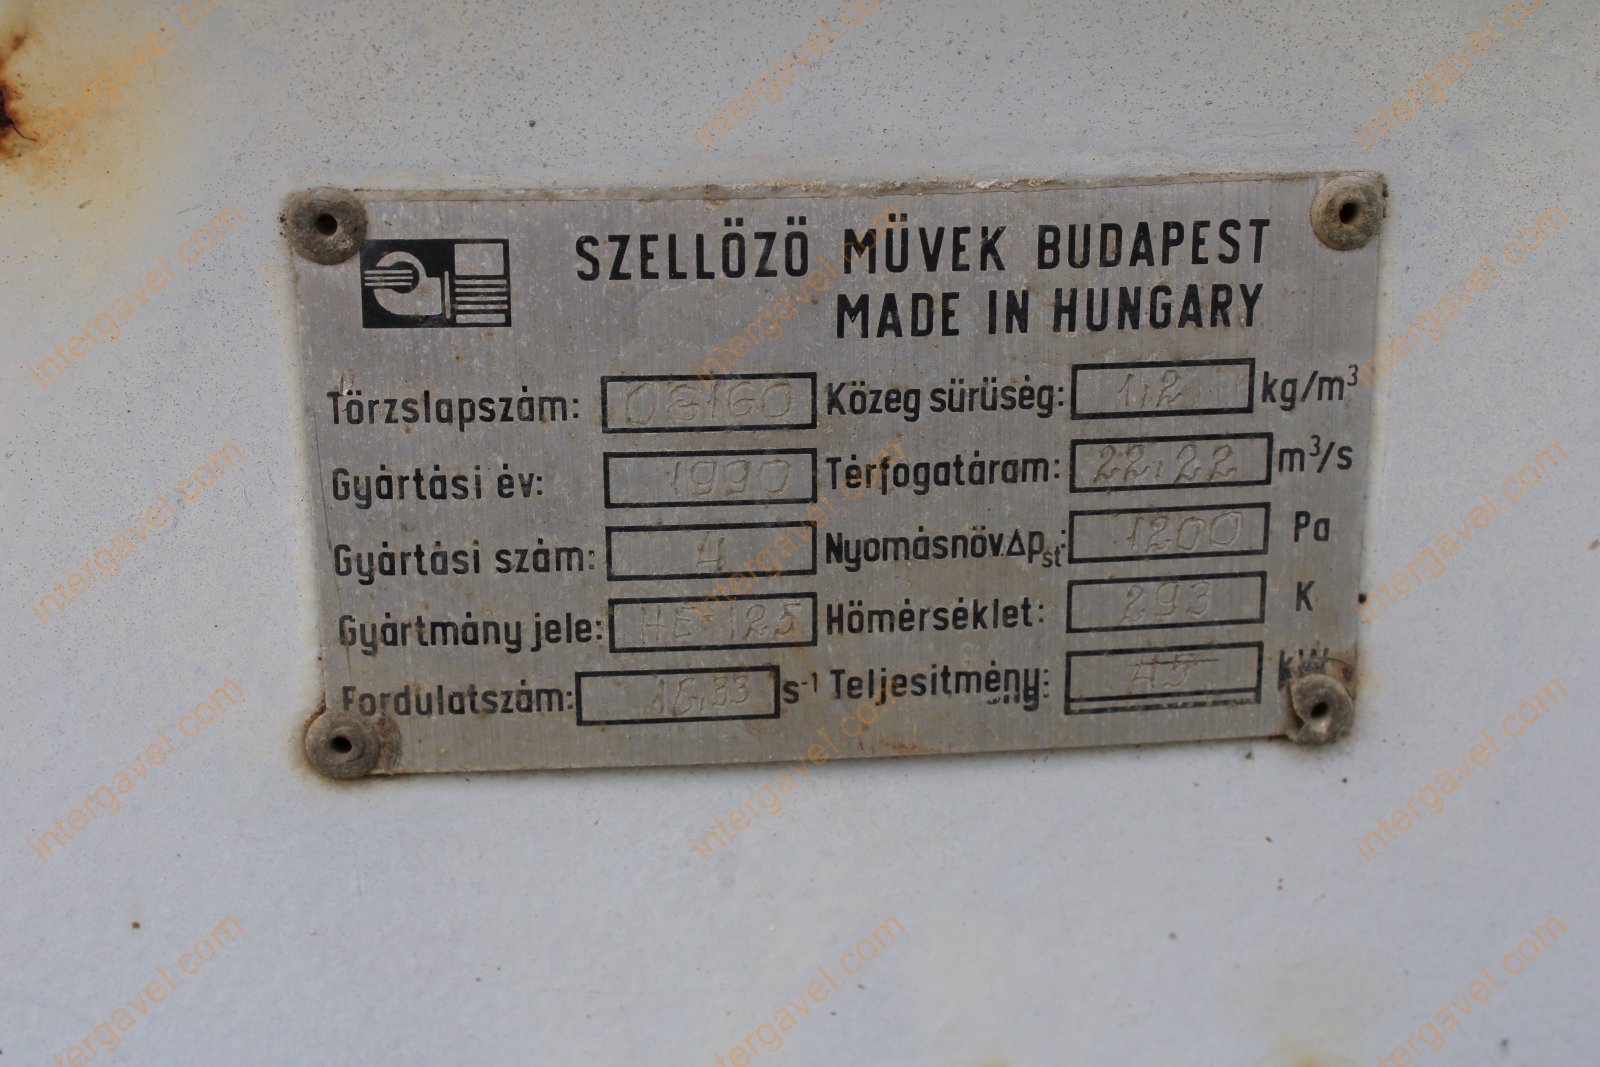 SZELLÖZÖ MÜVEK BUDAPEST
MADE IN HUNGARY
Törzslapszám: 08160 Közeg sürüség: 1,2 kg/m³
Gyártási év: 1990 Térfogatáram: 22,22 m³/s
Gyártási szám: 4 Nyomásnöv.Δpst: 1200 Pa
Gyártmány jele: HE 125 Hömérséklet: 293 K
Fordulatszám: 16,33 s⁻¹ Teljesitmény: 45 kW
intergavel.com